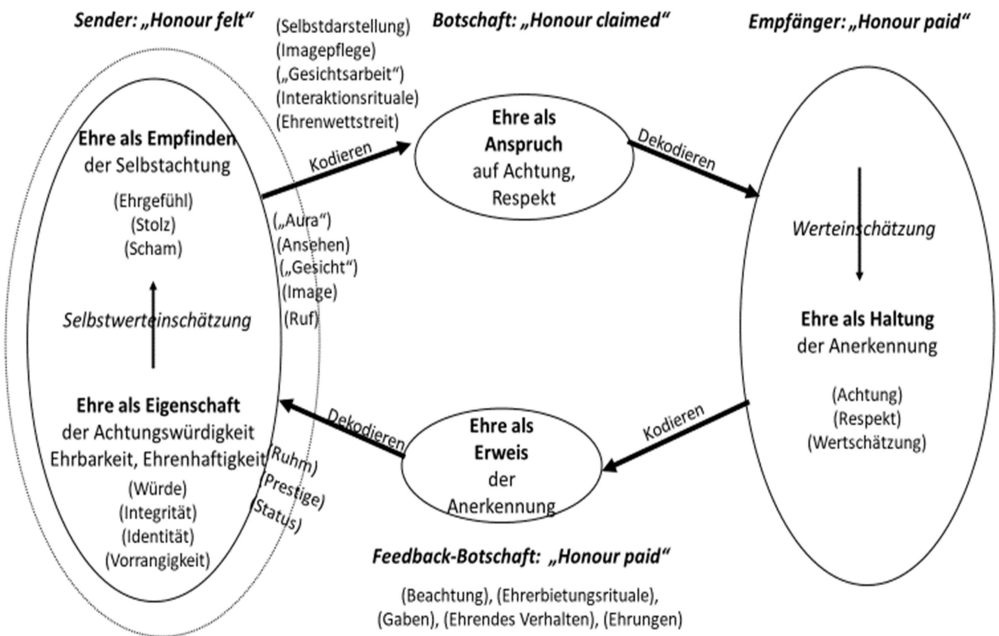 Sender: „Honour felt“
(Selbstdarstellung)
(Imagepflege)
(„Gesichtsarbeit“)
(Interaktionsrituale)
(Ehrenwettstreit)
Botschaft: „Honour claimed“
Empfänger: „Honour paid“
Ehre als Empfinden
der Selbstachtung
(Ehrgefühl)
(Stolz)
(Scham)
Selbstwerteinschätzung
Ehre als Eigenschaft
der Achtungswürdigkeit
Ehrbarkeit, Ehrenhaftigkeit
(Würde)
(Integrität)
(Identität)
(Vorrangigkeit)
(„Aura“)
(Ansehen)
(„Gesicht“)
(Image)
(Ruf)
(Ruhm)
(Prestige)
(Status)
Kodieren
Ehre als
Anspruch
auf Achtung,
Respekt
Dekodieren
Werteinschätzung
Ehre als Haltung
der Anerkennung
(Achtung)
(Respekt)
(Wertschätzung)
Kodieren
Ehre als
Erweis
der
Anerkennung
Dekodieren
Feedback-Botschaft: „Honour paid“
(Beachtung), (Ehrerbietungsrituale),
(Gaben), (Ehrendes Verhalten), (Ehrungen)